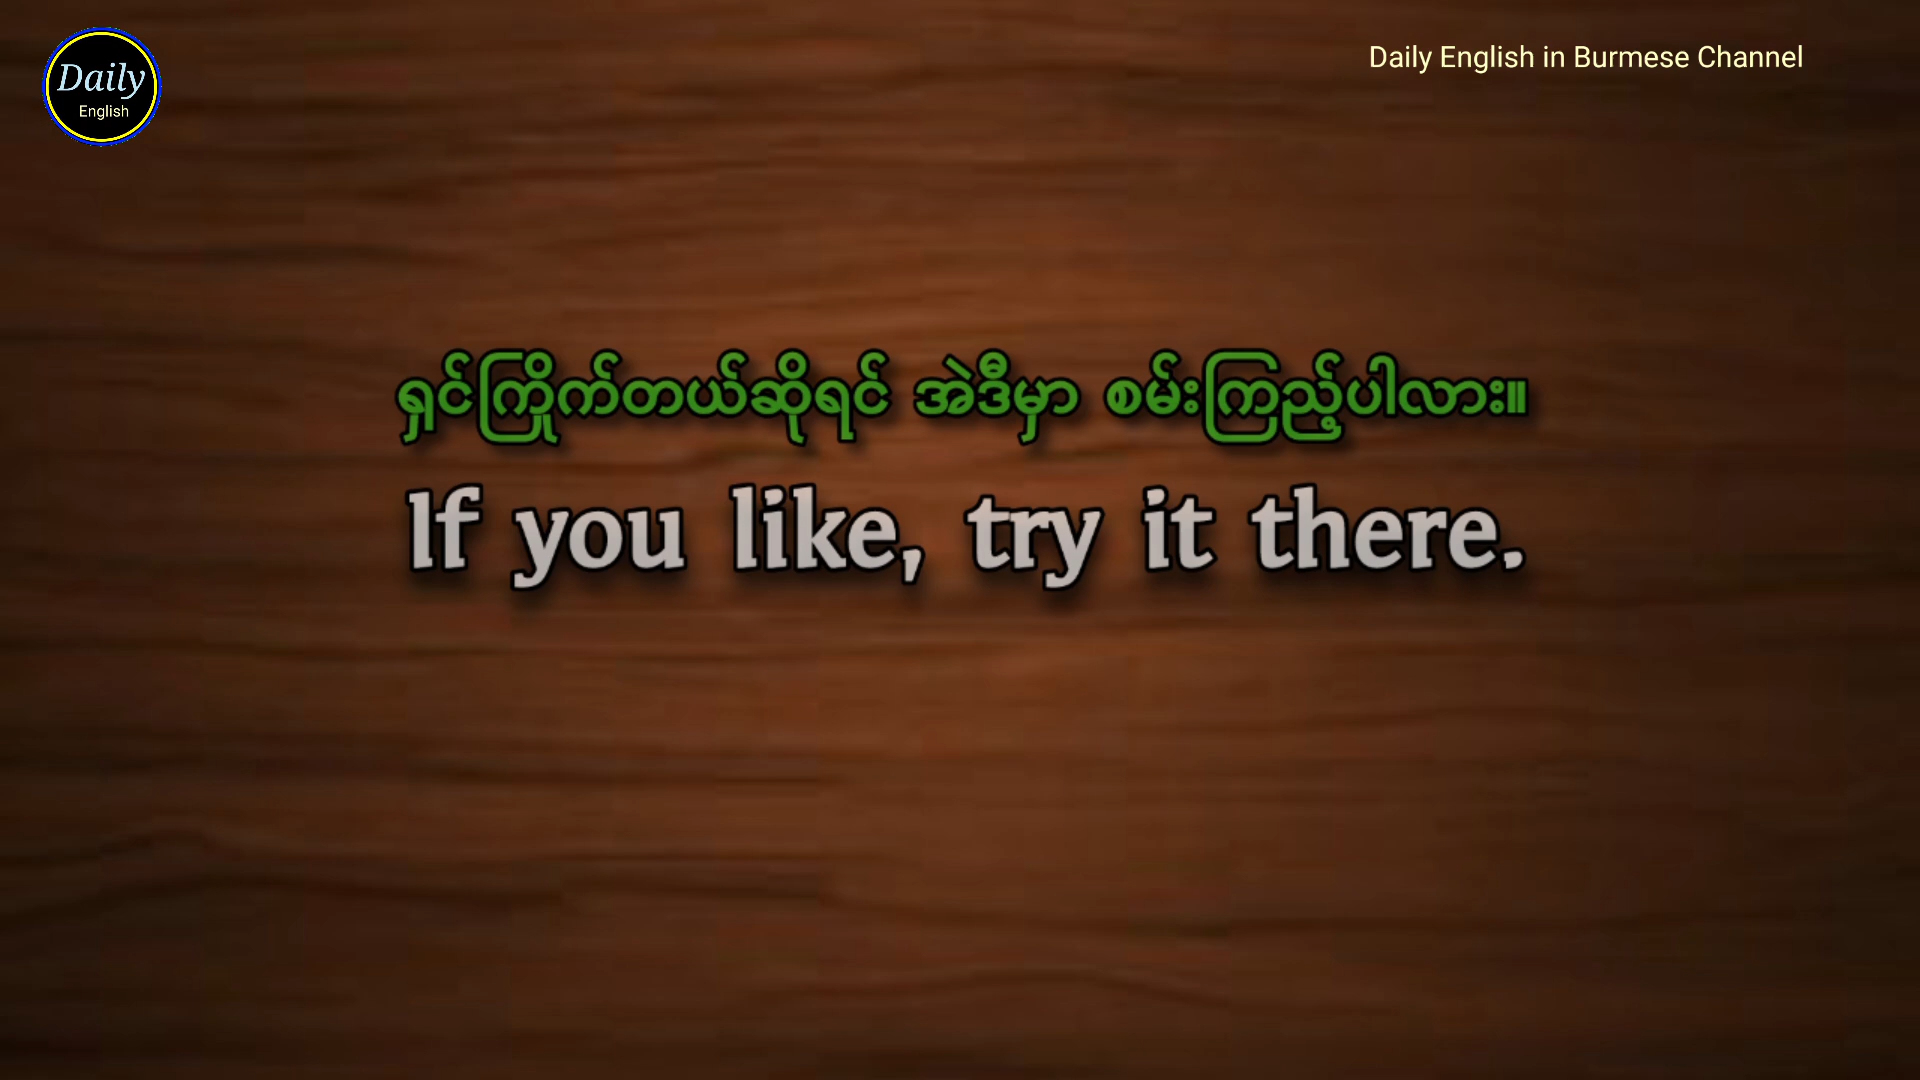 Daily
English
Daily English in Burmese Channel
ရှင်ကြိုက်တယ်ဆိုရင် အဲဒီမှာ စမ်းကြည့်ပါလား။
If you like, try it there.